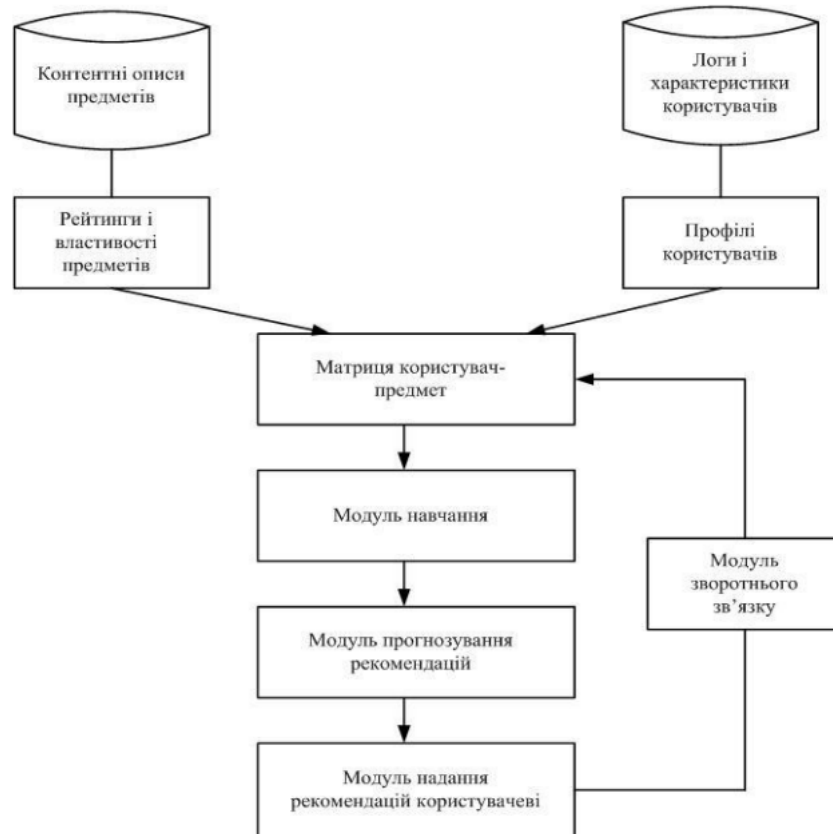 Контентні описи
предметів
Логи і
характеристики
користувачів
Рейтинги і
властивості
предметів
Профілі
користувачів
Матриця користувач-
предмет
Модуль навчання
Модуль
зворотнього
зв’язку
Модуль прогнозування
рекомендацій
Модуль надання
рекомендацій користувачеві